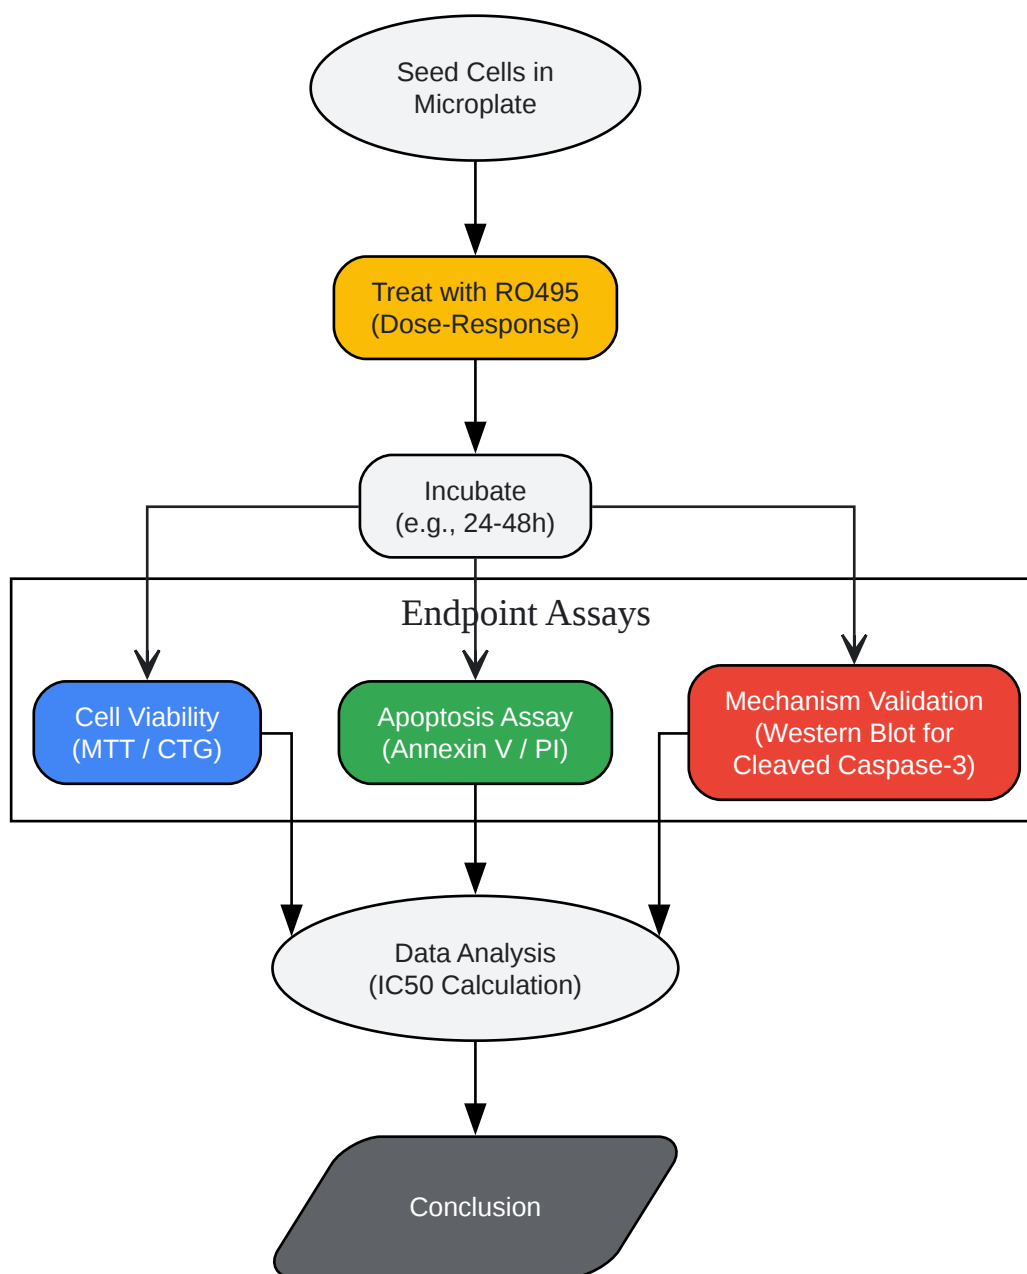 Seed Cells in
Microplate
Treat with RO495
(Dose-Response)
Incubate
(e.g., 24-48h)
Endpoint Assays
Cell Viability
(MTT / CTG)
Apoptosis Assay
(Annexin V / PI)
Mechanism Validation
(Western Blot for
Cleaved Caspase-3)
Data Analysis
(IC50 Calculation)
Conclusion